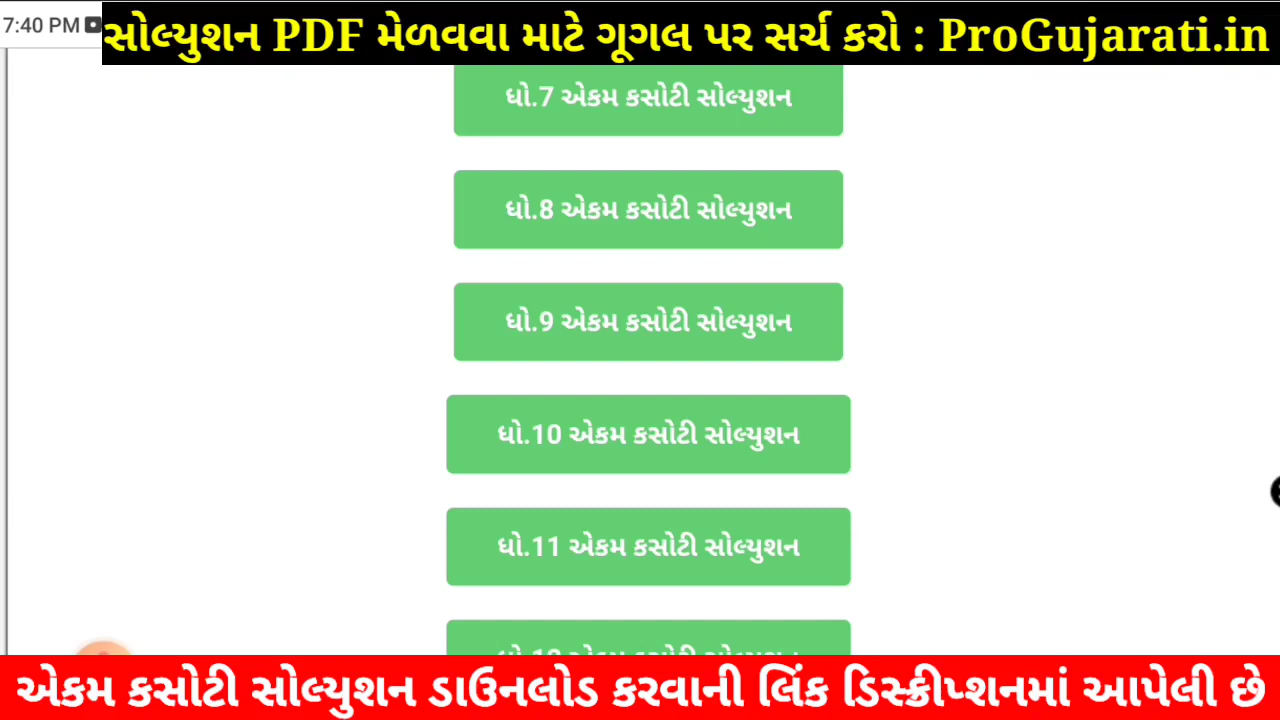 7:40 PM
સોલ્યુશન PDF મેળવવા માટે ગૂગલ પર સર્ચ કરો : ProGujarati.in
ધો.7 એકમ કસોટી સોલ્યુશન
ધો.8 એકમ કસોટી સોલ્યુશન
ધો.9 એકમ કસોટી સોલ્યુશન
ધો.10 એકમ કસોટી સોલ્યુશન
ધો.11 એકમ કસોટી સોલ્યુશન
એકમ કસોટી સોલ્યુશન ડાઉનલોડ કરવાની લિંક ડિસ્ક્રીપ્શનમાં આપેલી છે